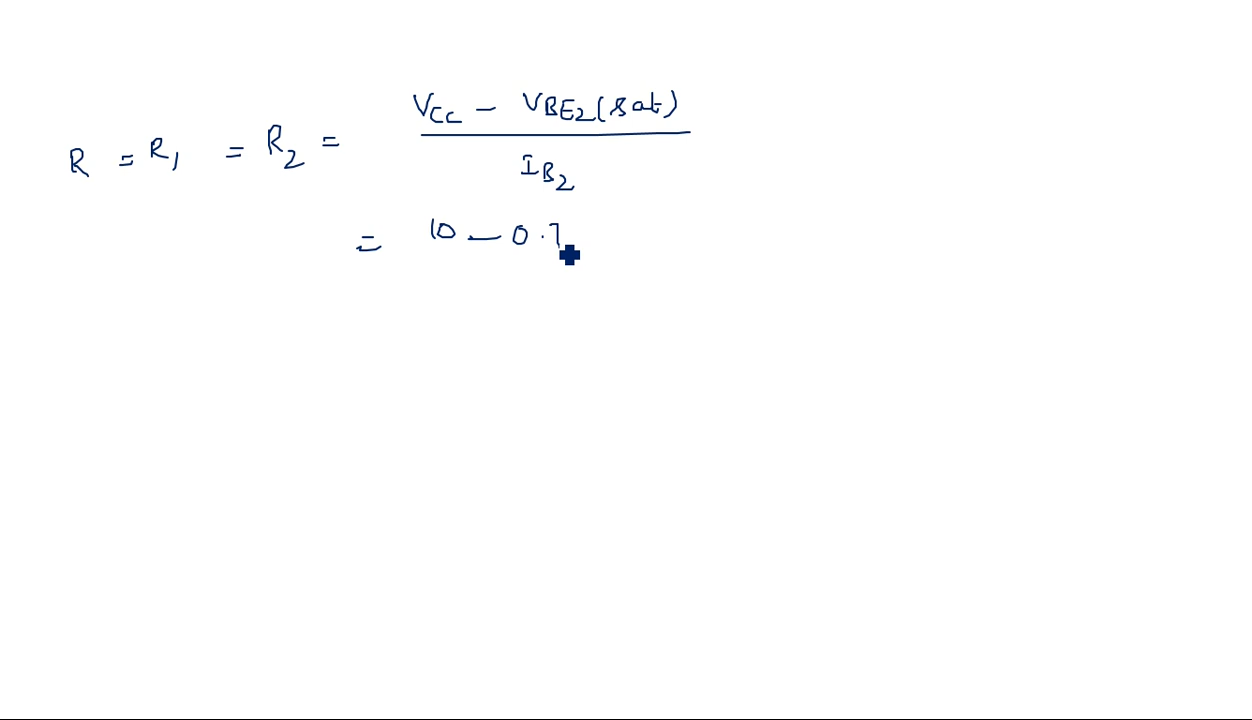 R = R1 = R2 = VCC - VBE2(sat) / IB2
= 10 - 0.7